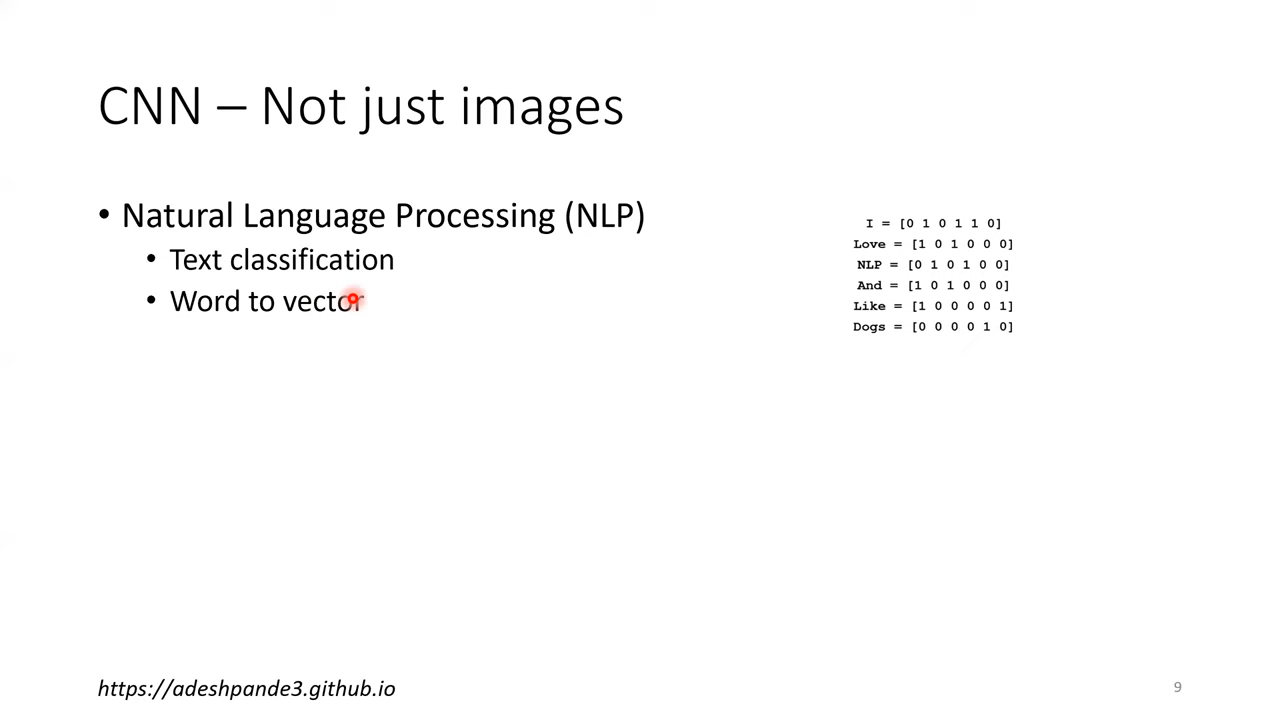 CNN – Not just images
• Natural Language Processing (NLP)
• Text classification
• Word to vector
I = [0 1 0 1 1 0]
Love = [1 0 1 0 0 0]
NLP = [0 1 0 1 0 0]
And = [1 0 1 0 0 0]
Like = [1 0 0 0 0 1]
Dogs = [0 0 0 0 1 0]
https://adeshpande3.github.io
9